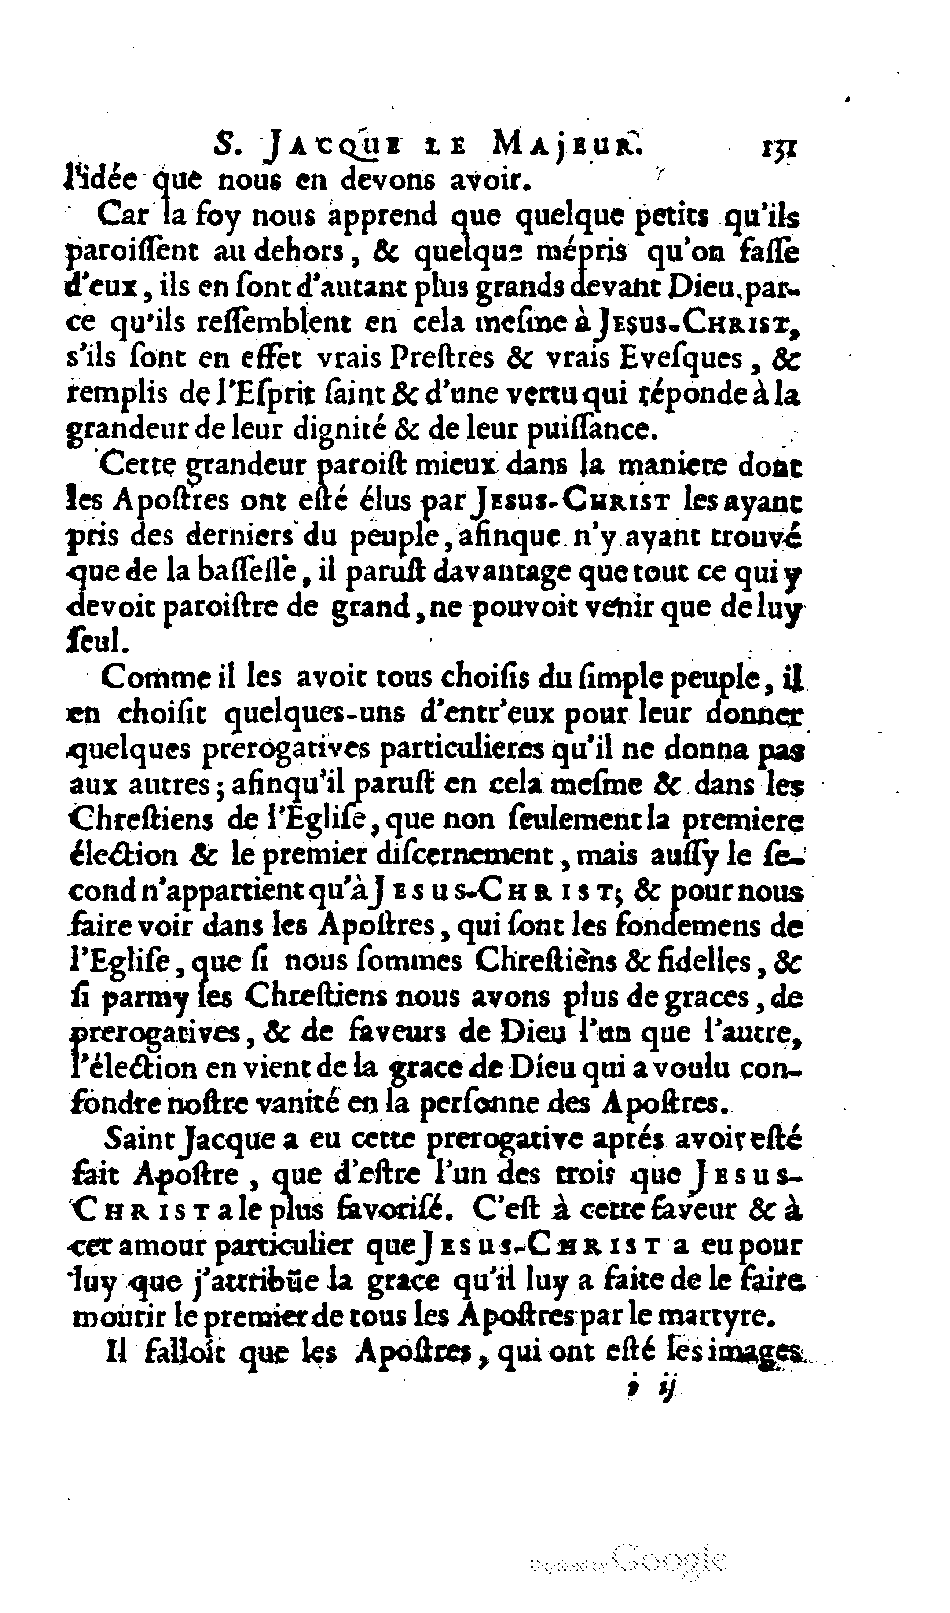 S. JACQUE LE MAJEUR. 131
l'idée que nous en devons avoir.
Car la foy nous apprend que quelque petits qu'ils
paroiſſent au dehors, & quelque mépris qu'on faſſe
d'eux, ils en ſont d'autant plus grands devant Dieu, par-
ce qu'ils reſſemblent en cela meſme à JESUS-CHRIST,
s'ils ſont en effet vrais Preſtres & vrais Eveſques, &
remplis de l'Eſprit ſaint & d'une vertu qui réponde à la
grandeur de leur dignité & de leur puiſſance.
Cette grandeur paroiſt mieux dans la maniere dont
les Apoſtres ont eſté élus par JESUS-CHRIST les ayant
pris des derniers du peuple, afinque n'y ayant trouvé
que de la baſſeſſe, il paruſt davantage que tout ce qui y
devoit paroiſtre de grand, ne pouvoit venir que de luy
ſeul.
Comme il les avoit tous choiſis du ſimple peuple, il
en choiſit quelques-uns d'entr'eux pour leur donner
quelques prerogatives particulieres qu'il ne donna pas
aux autres; afinqu'il paruſt en cela meſme & dans les
Chreſtiens de l'Egliſe, que non ſeulement la premiere
élection & le premier diſcernement, mais auſſy le ſe-
cond n'appartient qu'à JESUS-CHRIST; & pour nous
faire voir dans les Apoſtres, qui ſont les fondemens de
l'Egliſe, que ſi nous ſommes Chreſtiens & fidelles, &
ſi parmy les Chreſtiens nous avons plus de graces, de
prerogatives, & de faveurs de Dieu l'un que l'autre,
l'élection en vient de la grace de Dieu qui a voulu con-
fondre noſtre vanité en la perſonne des Apoſtres.
Saint Jacque a eu cette prerogative aprés avoir eſté
fait Apoſtre, que d'eſtre l'un des trois que JESUS-
CHRIST a le plus favoriſé. C'eſt à cette faveur & à
cet amour particulier que JESUS-CHRIST a eu pour
luy que j'attribüe la grace qu'il luy a faite de le faire
mourir le premier de tous les Apoſtres par le martyre.
Il falloit que les Apoſtres, qui ont eſté les images
i ij
Digitized by Google